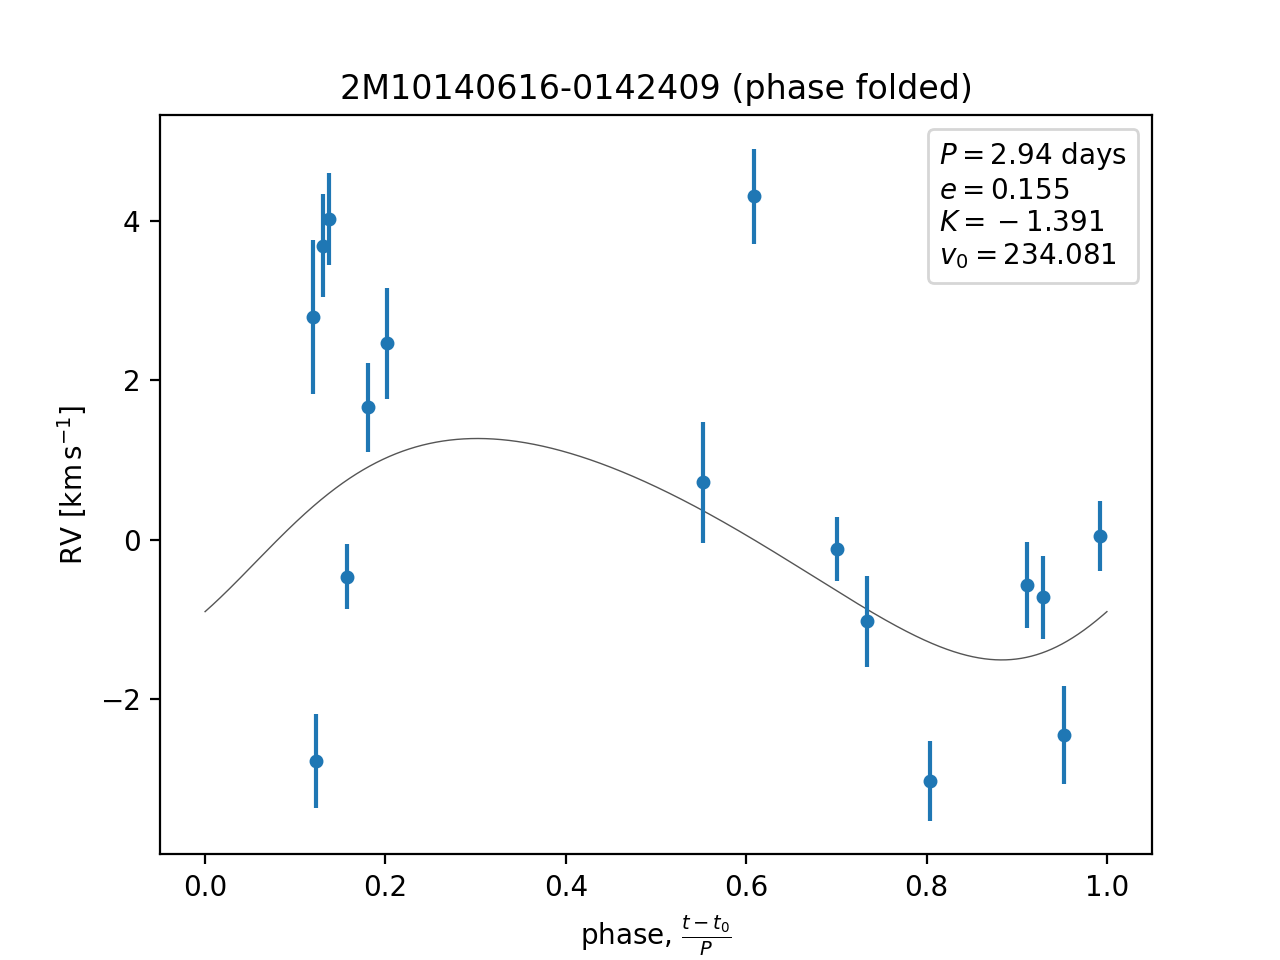 2M10140616-0142409 (phase folded)
P = 2.94 days
e = 0.155
K = −1.391
v₀ = 234.081
4
2
0
−2
RV [km s⁻¹]
0.0 0.2 0.4 0.6 0.8 1.0
phase, (t − t₀)/P